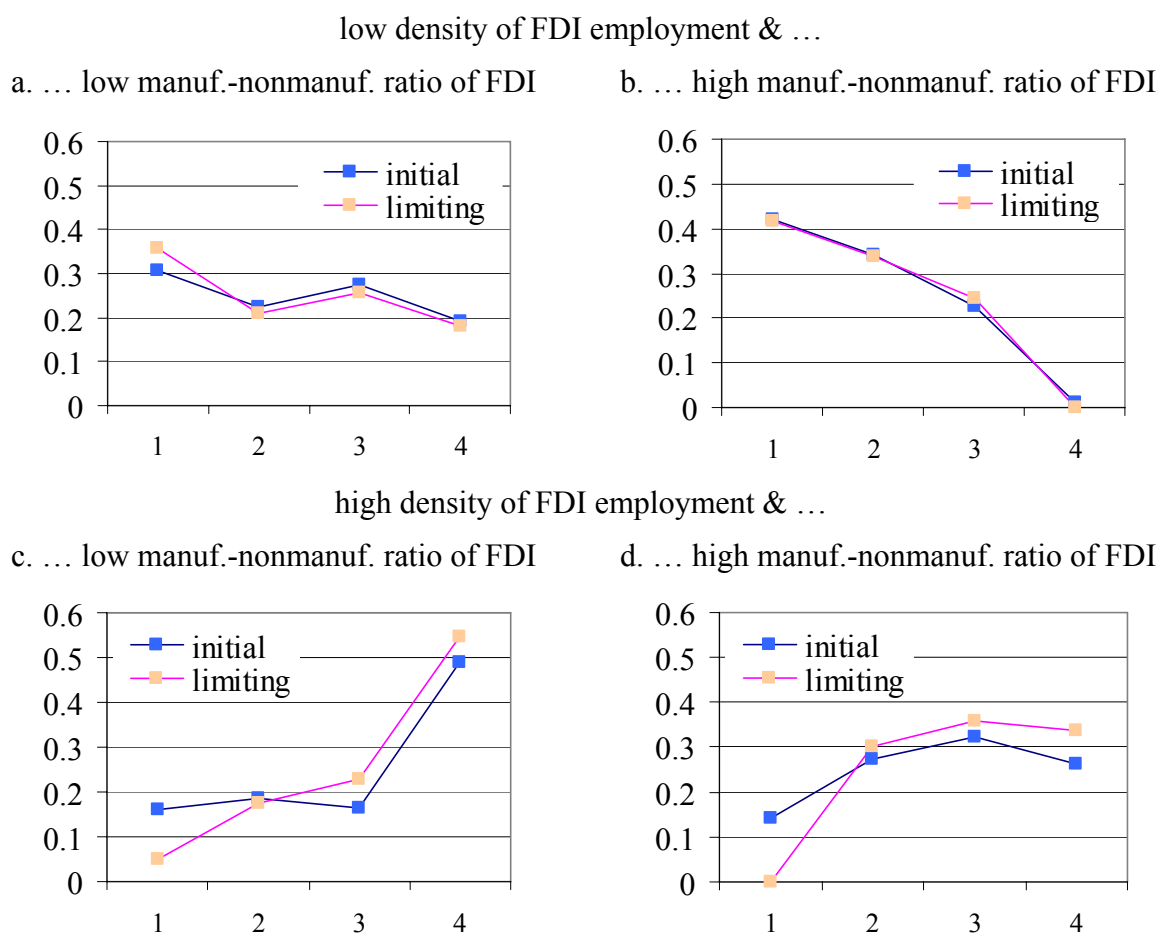 low density of FDI employment & …
a. … low manuf.-nonmanuf. ratio of FDI
b. … high manuf.-nonmanuf. ratio of FDI
0.6
0.5
0.4
0.3
0.2
0.1
0
initial
limiting
1 2 3 4
0.6
0.5
0.4
0.3
0.2
0.1
0
initial
limiting
1 2 3 4
high density of FDI employment & …
c. … low manuf.-nonmanuf. ratio of FDI
d. … high manuf.-nonmanuf. ratio of FDI
0.6
0.5
0.4
0.3
0.2
0.1
0
initial
limiting
1 2 3 4
0.6
0.5
0.4
0.3
0.2
0.1
0
initial
limiting
1 2 3 4